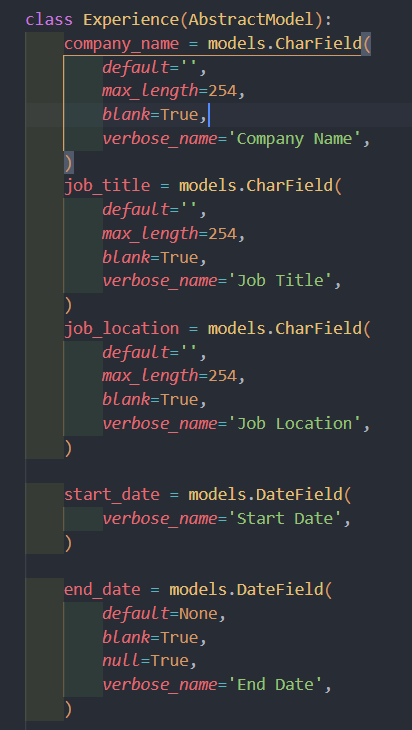 class Experience(AbstractModel):
    company_name = models.CharField(
        default='',
        max_length=254,
        blank=True,
        verbose_name='Company Name',
    )
    job_title = models.CharField(
        default='',
        max_length=254,
        blank=True,
        verbose_name='Job Title',
    )
    job_location = models.CharField(
        default='',
        max_length=254,
        blank=True,
        verbose_name='Job Location',
    )

    start_date = models.DateField(
        verbose_name='Start Date',
    )

    end_date = models.DateField(
        default=None,
        blank=True,
        null=True,
        verbose_name='End Date',
    )